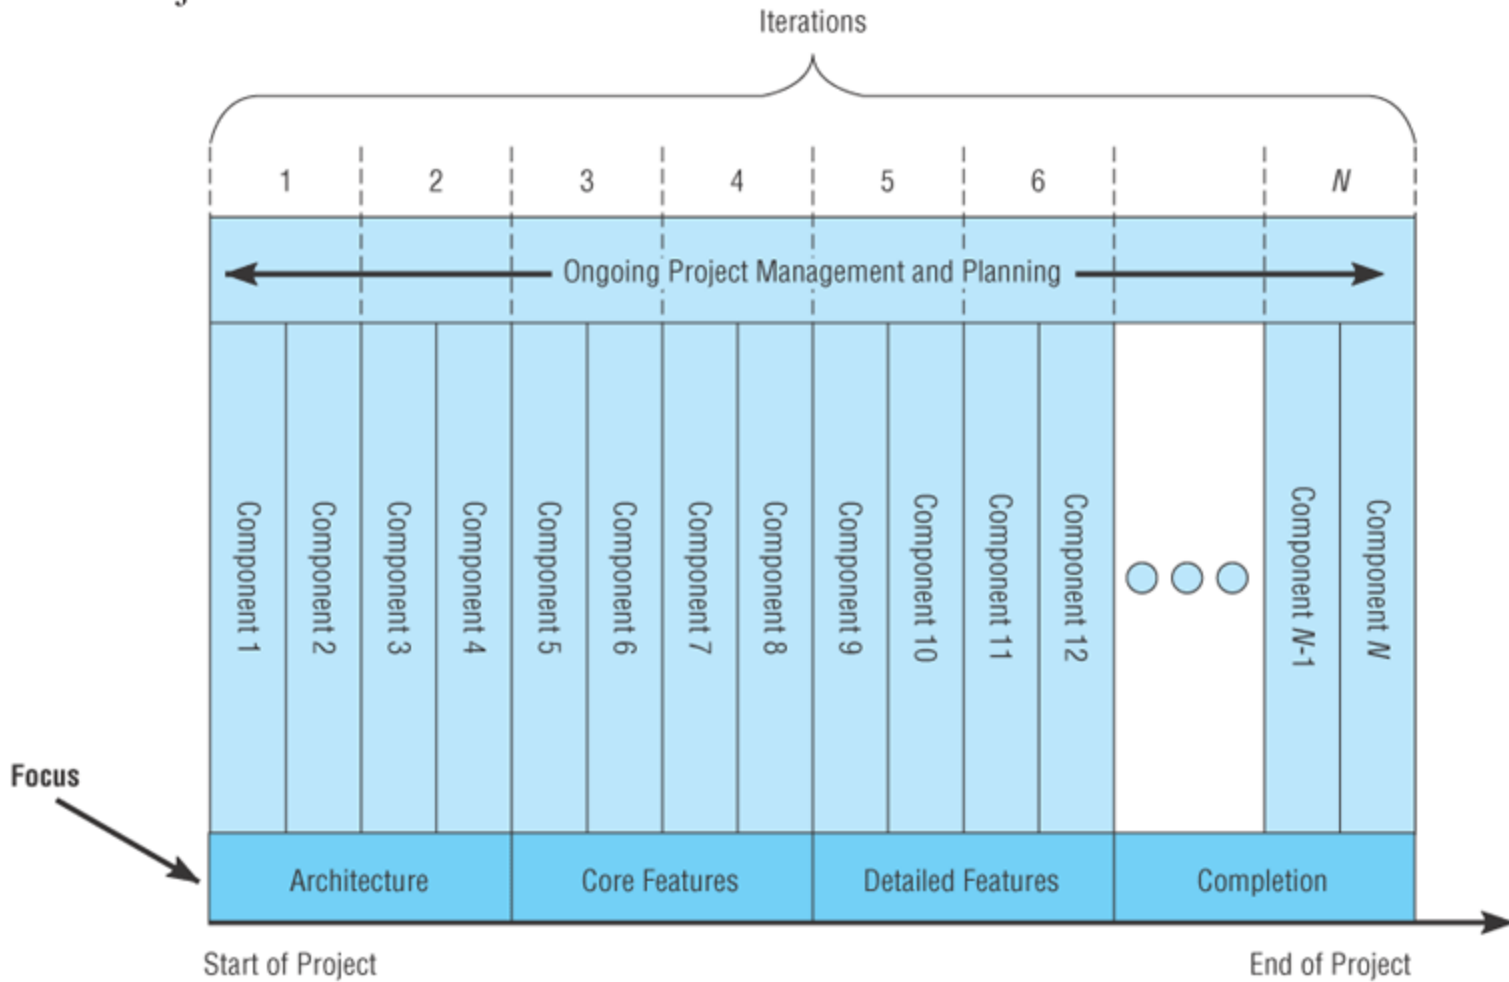 Iterations
1 2 3 4 5 6 N
Ongoing Project Management and Planning
Component 1
Component 2
Component 3
Component 4
Component 5
Component 6
Component 7
Component 8
Component 9
Component 10
Component 11
Component 12
Component N-1
Component N
Focus
Architecture Core Features Detailed Features Completion
Start of Project End of Project